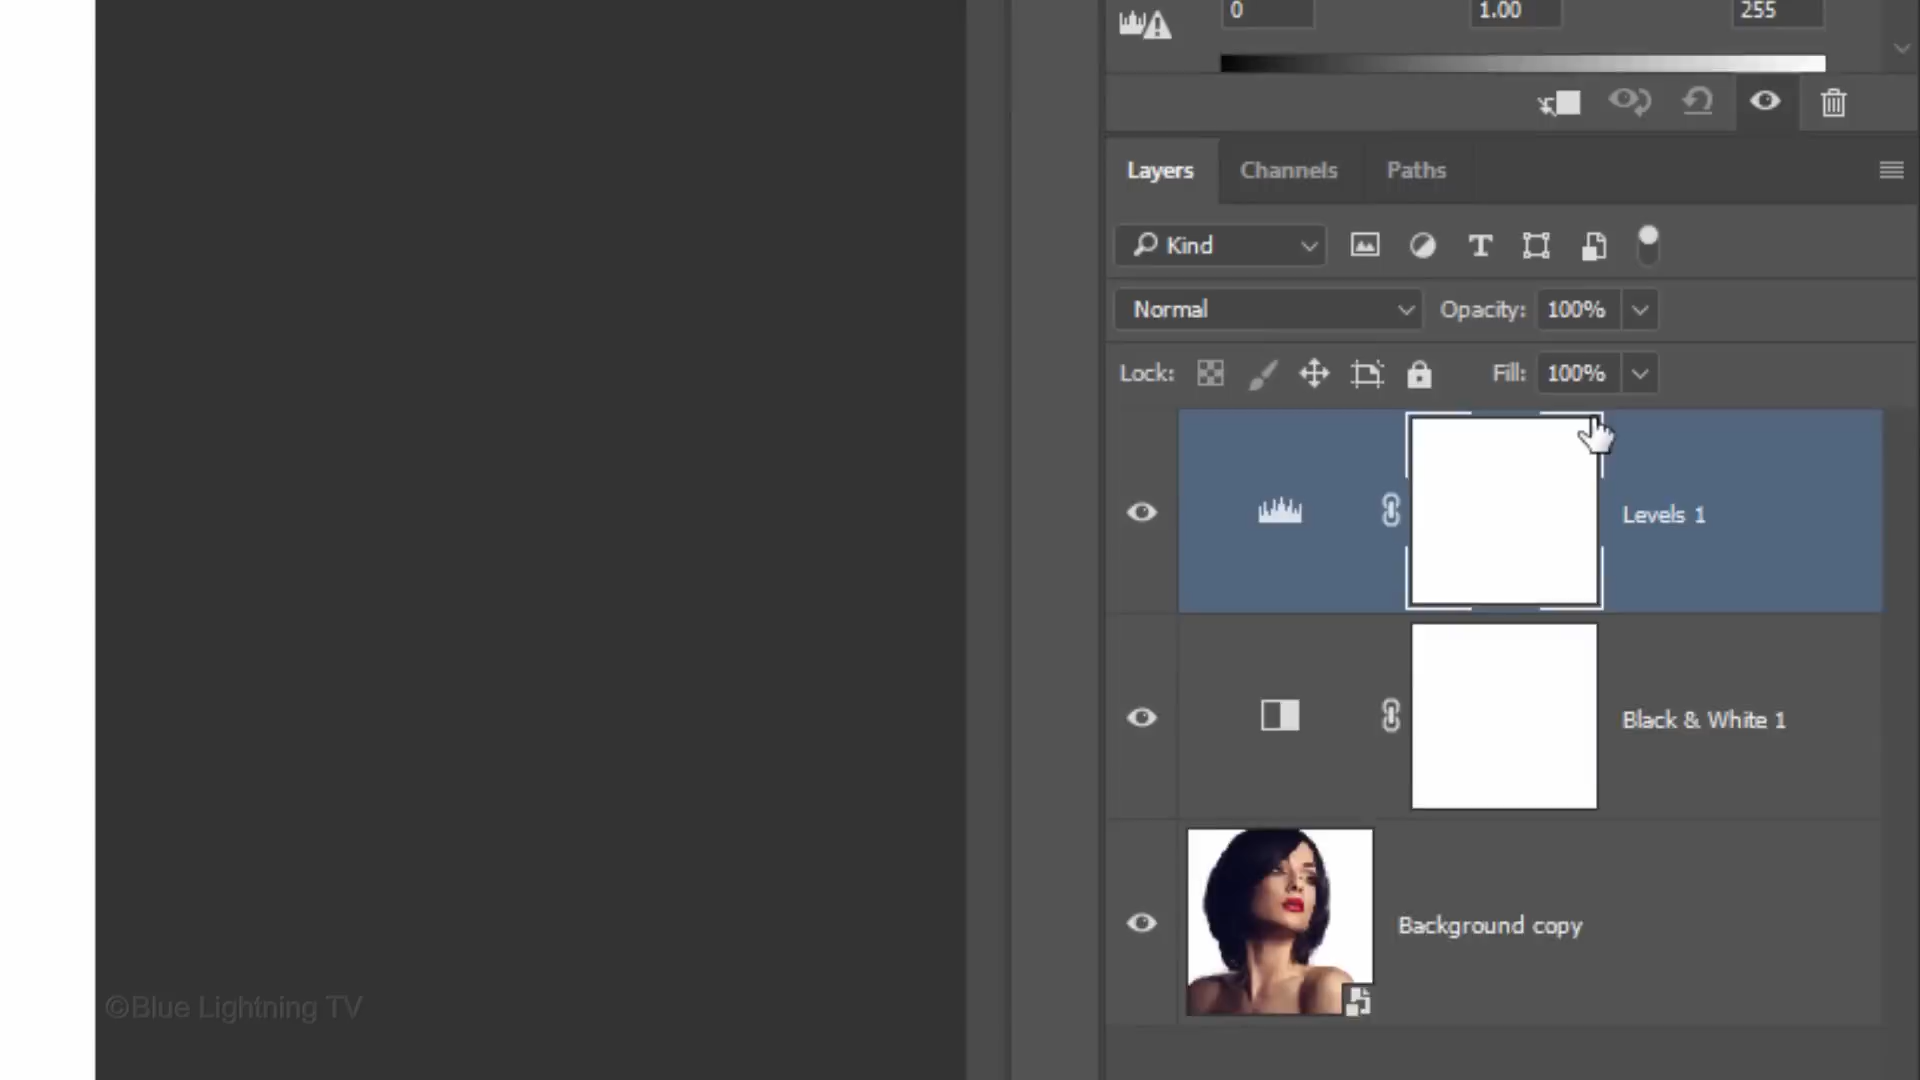 0 1.00 255
Layers Channels Paths
Kind T
Normal Opacity: 100%
Lock: Fill: 100%
Levels 1
Black & White 1
Background copy
©Blue Lightning TV